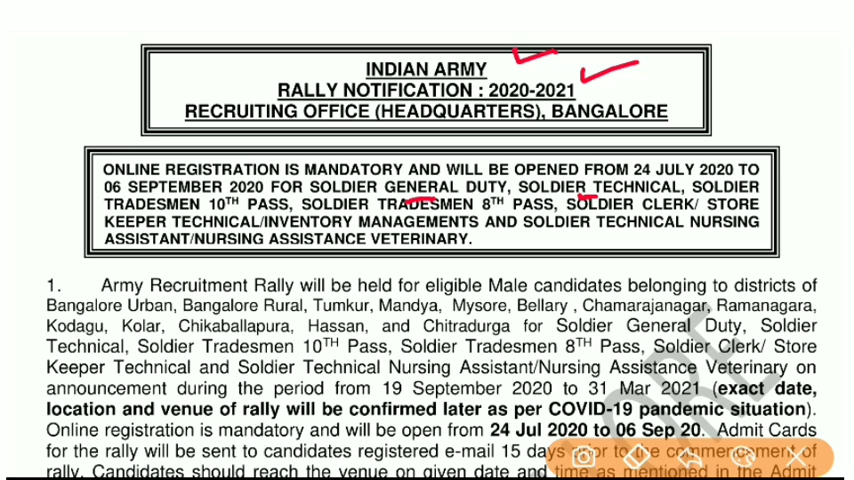 INDIAN ARMY
RALLY NOTIFICATION : 2020-2021
RECRUITING OFFICE (HEADQUARTERS), BANGALORE
ONLINE REGISTRATION IS MANDATORY AND WILL BE OPENED FROM 24 JULY 2020 TO
06 SEPTEMBER 2020 FOR SOLDIER GENERAL DUTY, SOLDIER TECHNICAL, SOLDIER
TRADESMEN 10TH PASS, SOLDIER TRADESMEN 8TH PASS, SOLDIER CLERK/ STORE
KEEPER TECHNICAL/INVENTORY MANAGEMENTS AND SOLDIER TECHNICAL NURSING
ASSISTANT/NURSING ASSISTANCE VETERINARY.
1. Army Recruitment Rally will be held for eligible Male candidates belonging to districts of
Bangalore Urban, Bangalore Rural, Tumkur, Mandya, Mysore, Bellary , Chamarajanagar, Ramanagara,
Kodagu, Kolar, Chikaballapura, Hassan, and Chitradurga for Soldier General Duty, Soldier
Technical, Soldier Tradesmen 10TH Pass, Soldier Tradesmen 8TH Pass, Soldier Clerk/ Store
Keeper Technical and Soldier Technical Nursing Assistant/Nursing Assistance Veterinary on
announcement during the period from 19 September 2020 to 31 Mar 2021 (exact date,
location and venue of rally will be confirmed later as per COVID-19 pandemic situation).
Online registration is mandatory and will be open from 24 Jul 2020 to 06 Sep 20. Admit Cards
for the rally will be sent to candidates registered e-mail 15 days prior to the commencement of
rally. Candidates should reach the venue on given date and time as mentioned in the Admit